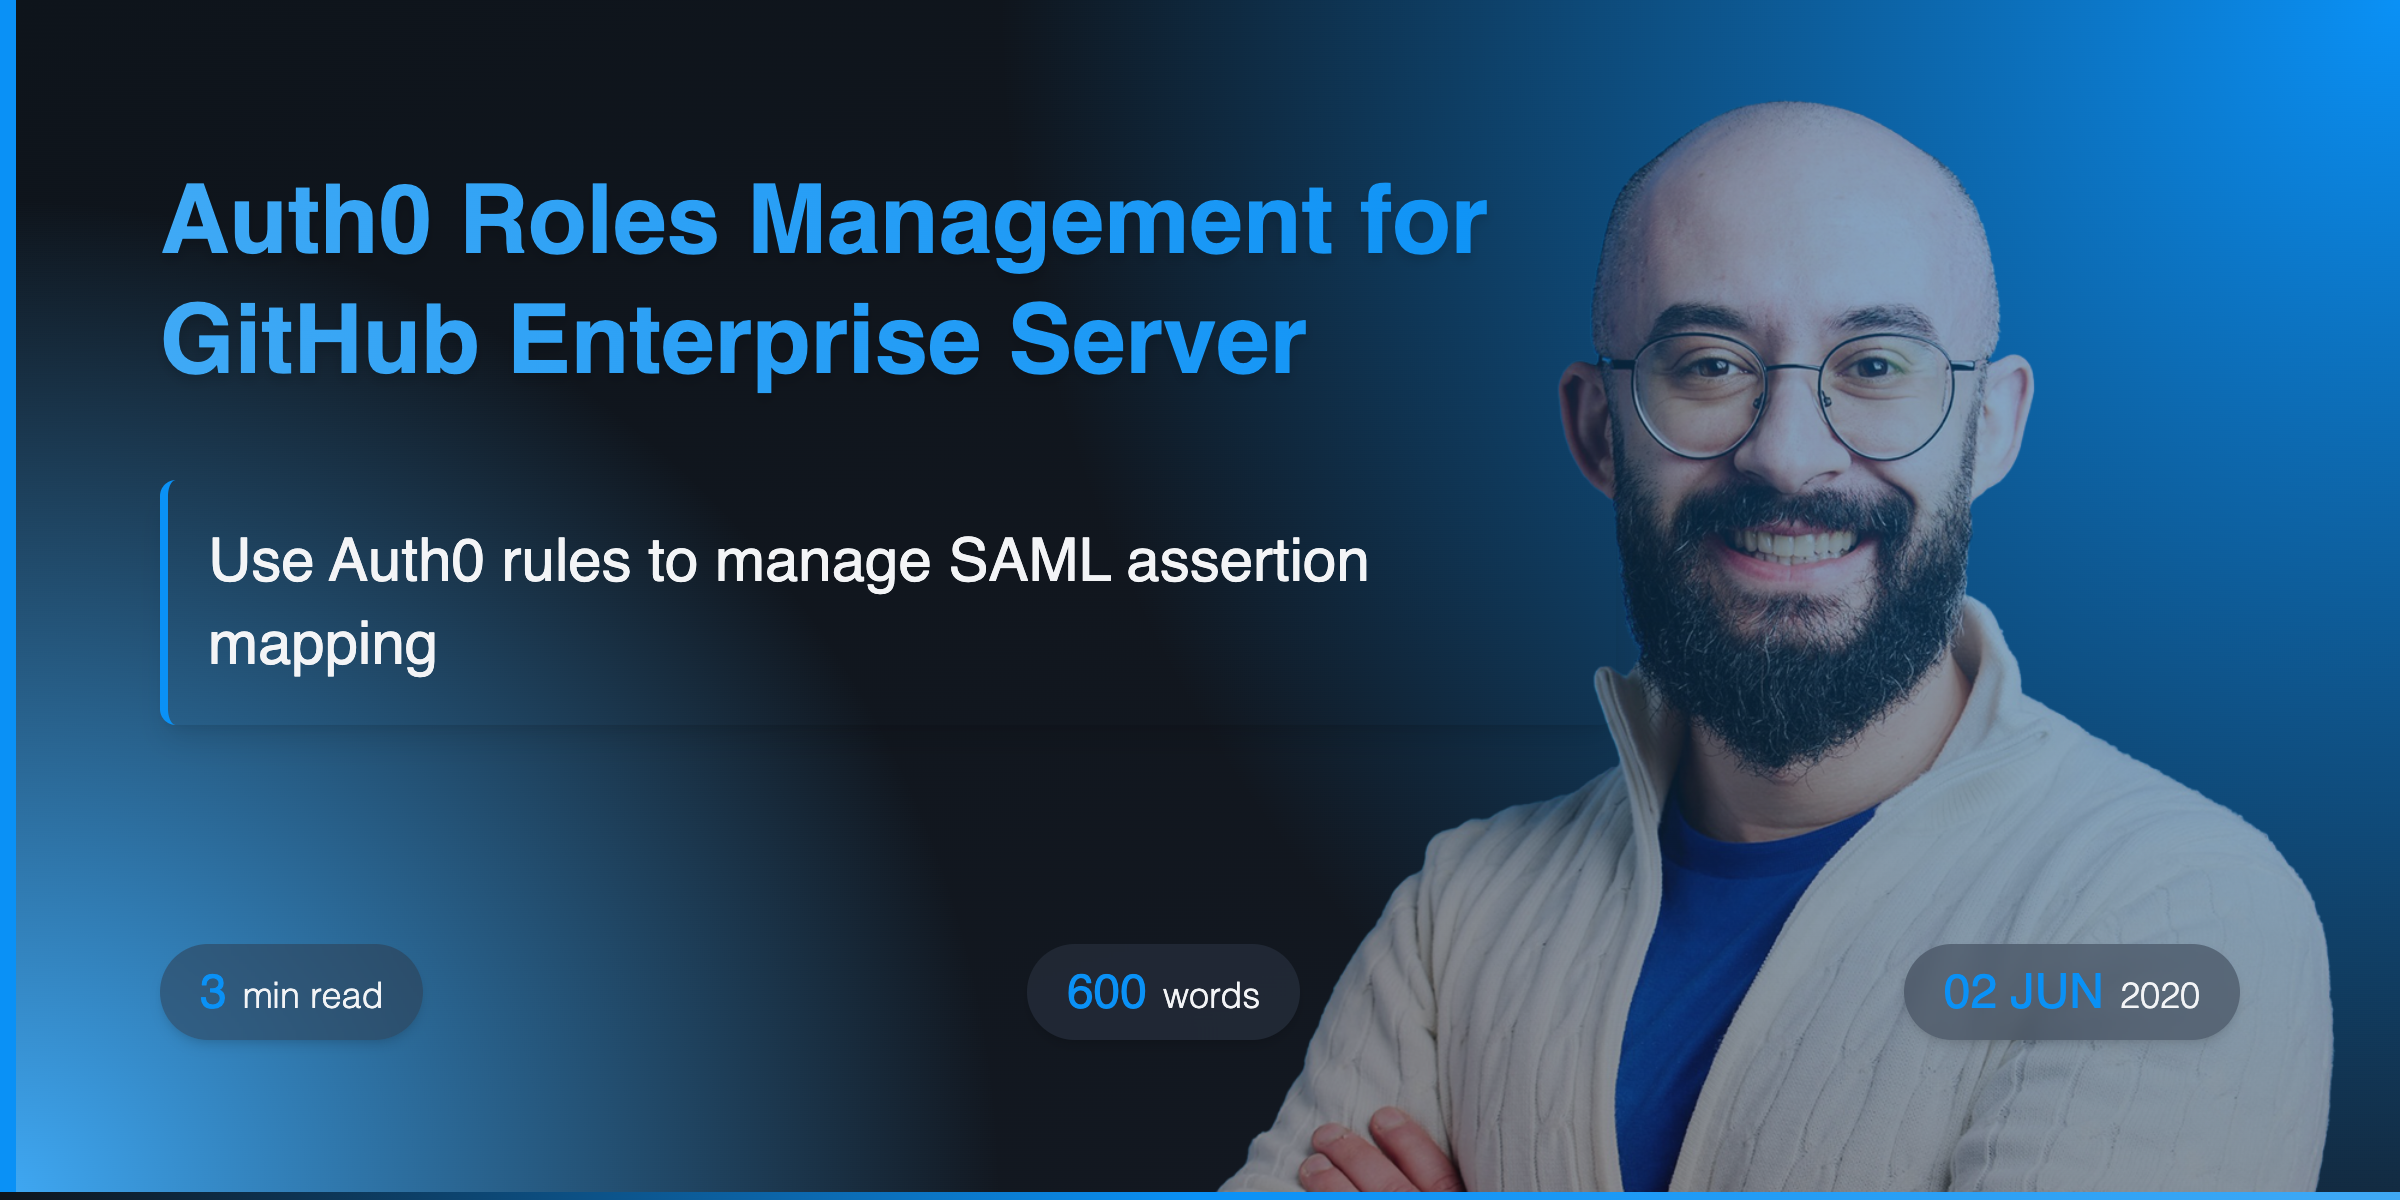 Auth0 Roles Management for
GitHub Enterprise Server
Use Auth0 rules to manage SAML assertion
mapping
3 min read
600 words
02 JUN 2020